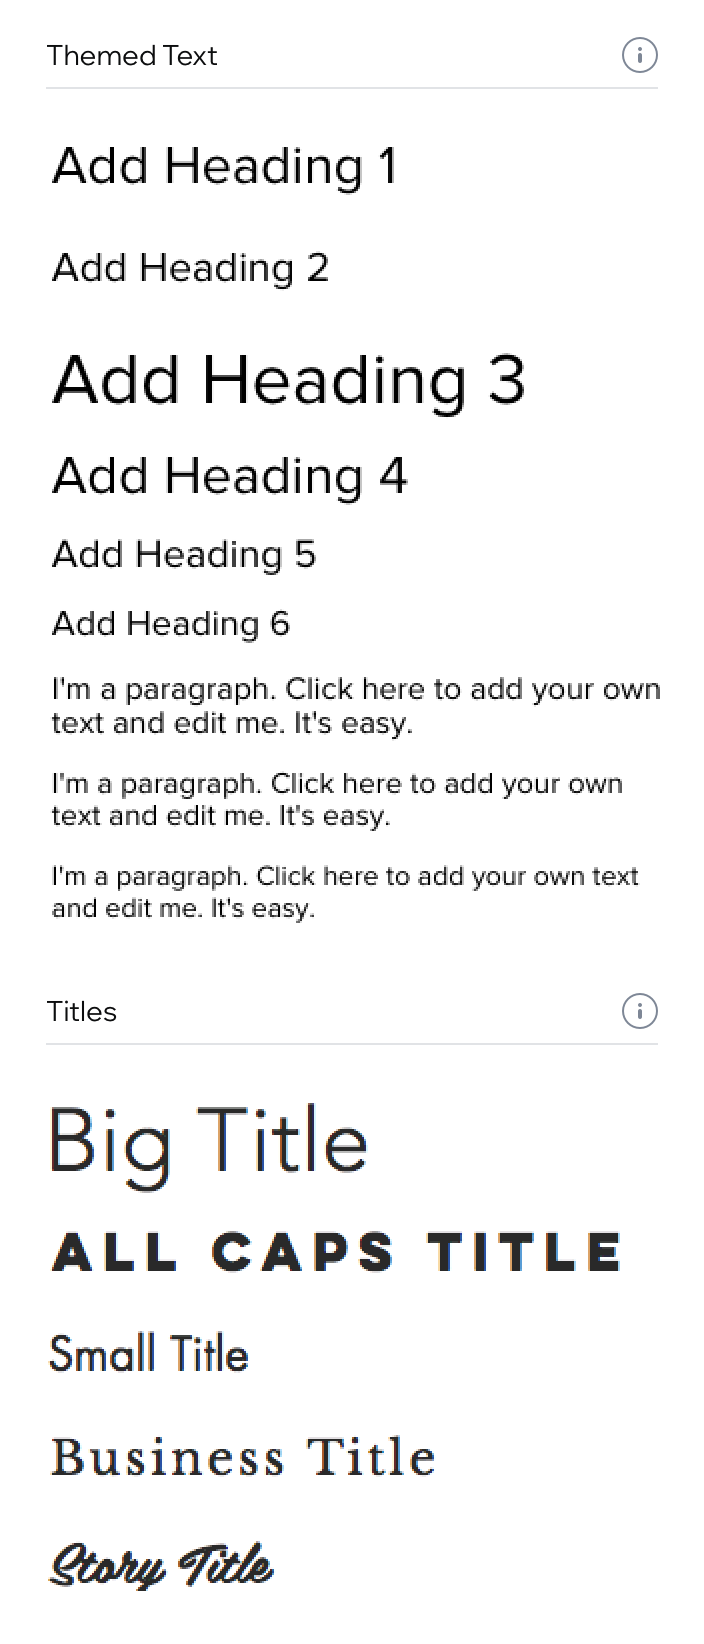 Themed Text
Add Heading 1
Add Heading 2
Add Heading 3
Add Heading 4
Add Heading 5
Add Heading 6
I'm a paragraph. Click here to add your own
text and edit me. It's easy.
I'm a paragraph. Click here to add your own
text and edit me. It's easy.
I'm a paragraph. Click here to add your own text
and edit me. It's easy.
Titles
Big Title
ALL CAPS TITLE
Small Title
Business Title
Story Title